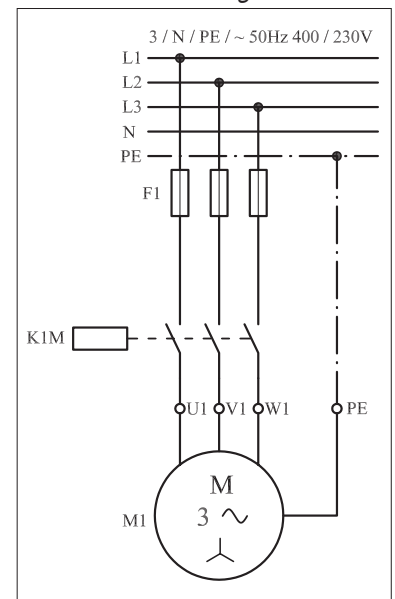 3 / N / PE / ~ 50Hz 400 / 230V
L1
L2
L3
N
PE
F1
K1M
U1 V1 W1 PE
M
M1 3 ~